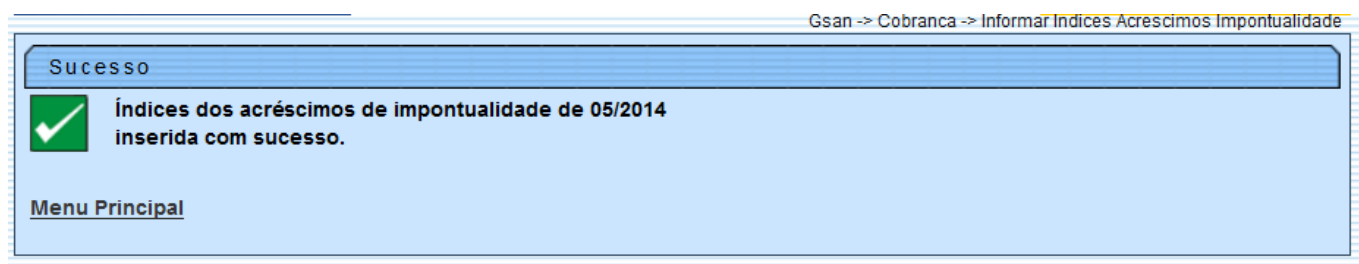 Gsan -> Cobranca -> Informar Indices Acrescimos Impontualidade
Sucesso
Índices dos acréscimos de impontualidade de 05/2014
inserida com sucesso.
Menu Principal